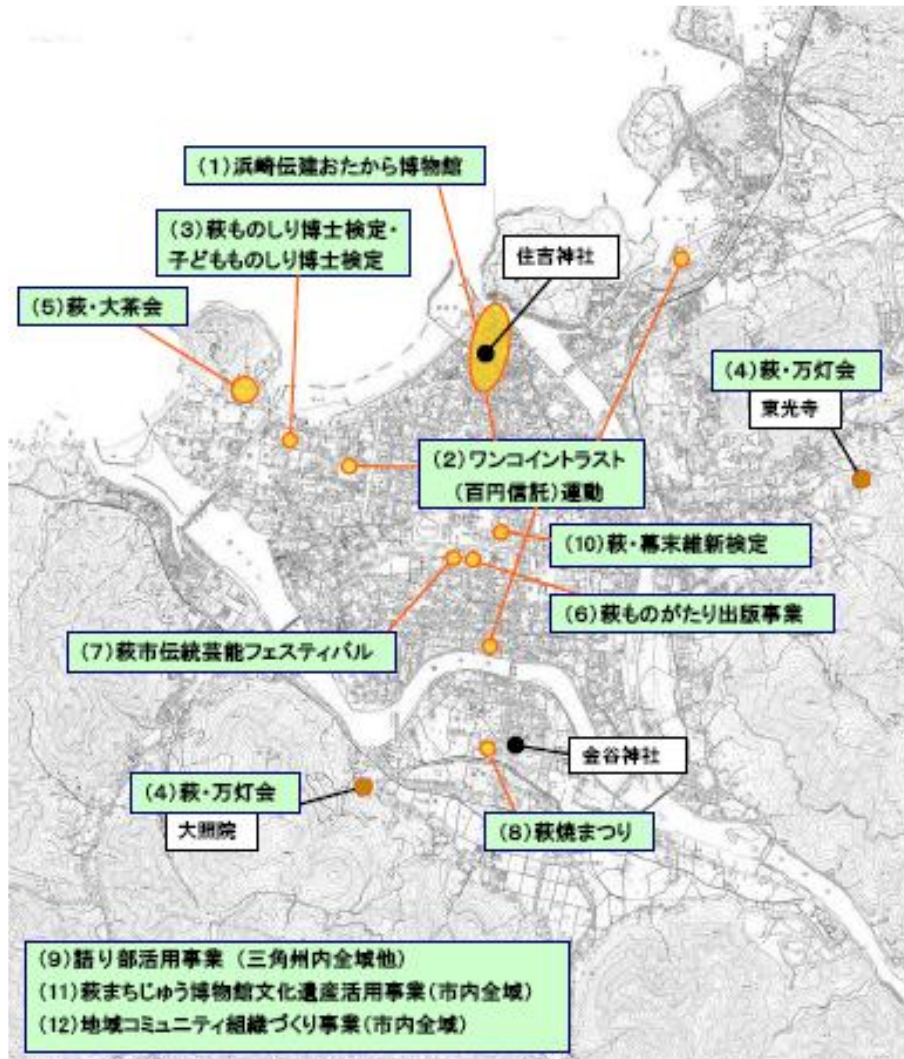 (1)浜崎伝建おたから博物館
(3)萩ものしり博士検定・
子どもものしり博士検定
住吉神社
(5)萩・大茶会
(4)萩・万灯会
東光寺
(2)ワンコイントラスト
(百円信託)運動
(10)萩・幕末維新検定
(6)萩ものがたり出版事業
(7)萩市伝統芸能フェスティバル
金谷神社
(4)萩・万灯会
大照院
(8)萩焼まつり
(9)語り部活用事業 (三角州内全域他)
(11)萩まちじゅう博物館文化遺産活用事業(市内全域)
(12)地域コミュニティ組織づくり事業(市内全域)